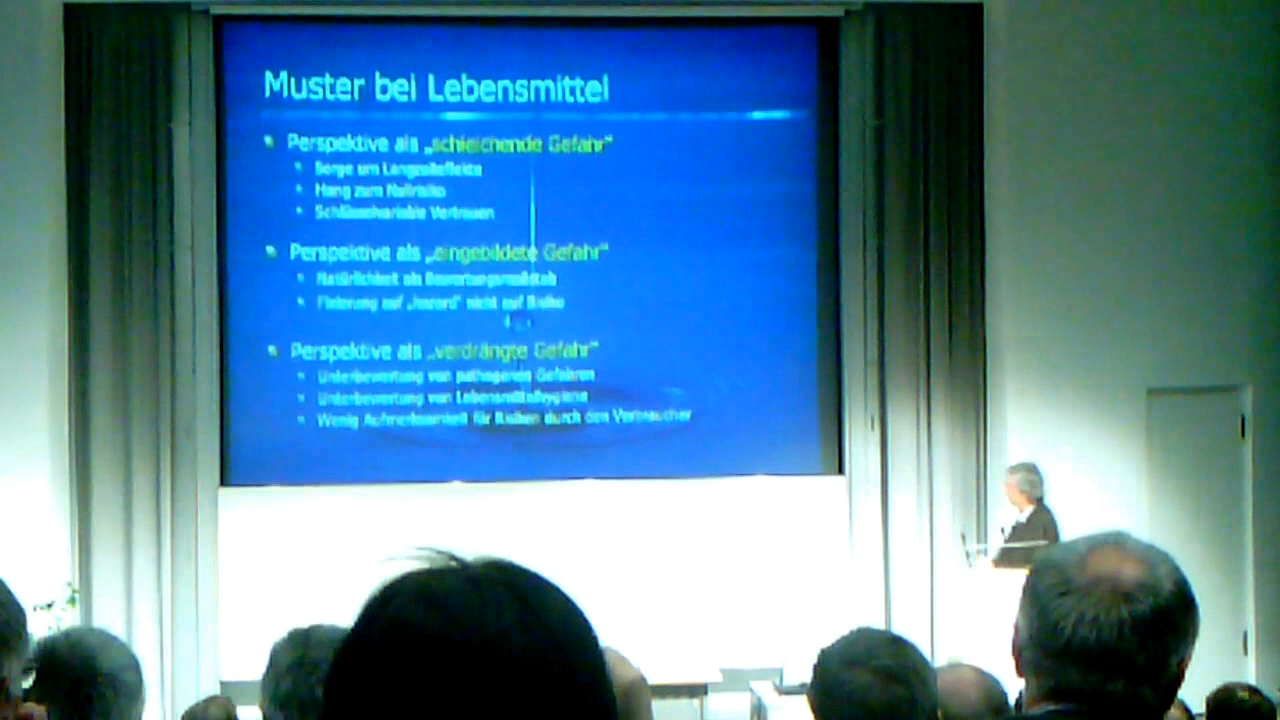 Muster bei Lebensmittel
Perspektive als „schleichende Gefahr“
Sorge um Langzeiteffekte
Hang zum Nullrisiko
Schlüsselvariable Vertrauen
Perspektive als „eingebildete Gefahr“
Natürlichkeit als Bewertungsmaßstab
Fixierung auf „hazard“ nicht auf Risiko
Perspektive als „verdrängte Gefahr“
Unterbewertung von pathogenen Gefahren
Unterbewertung von Lebensmittelhygiene
Wenig Aufmerksamkeit für Risiken durch den Verbraucher